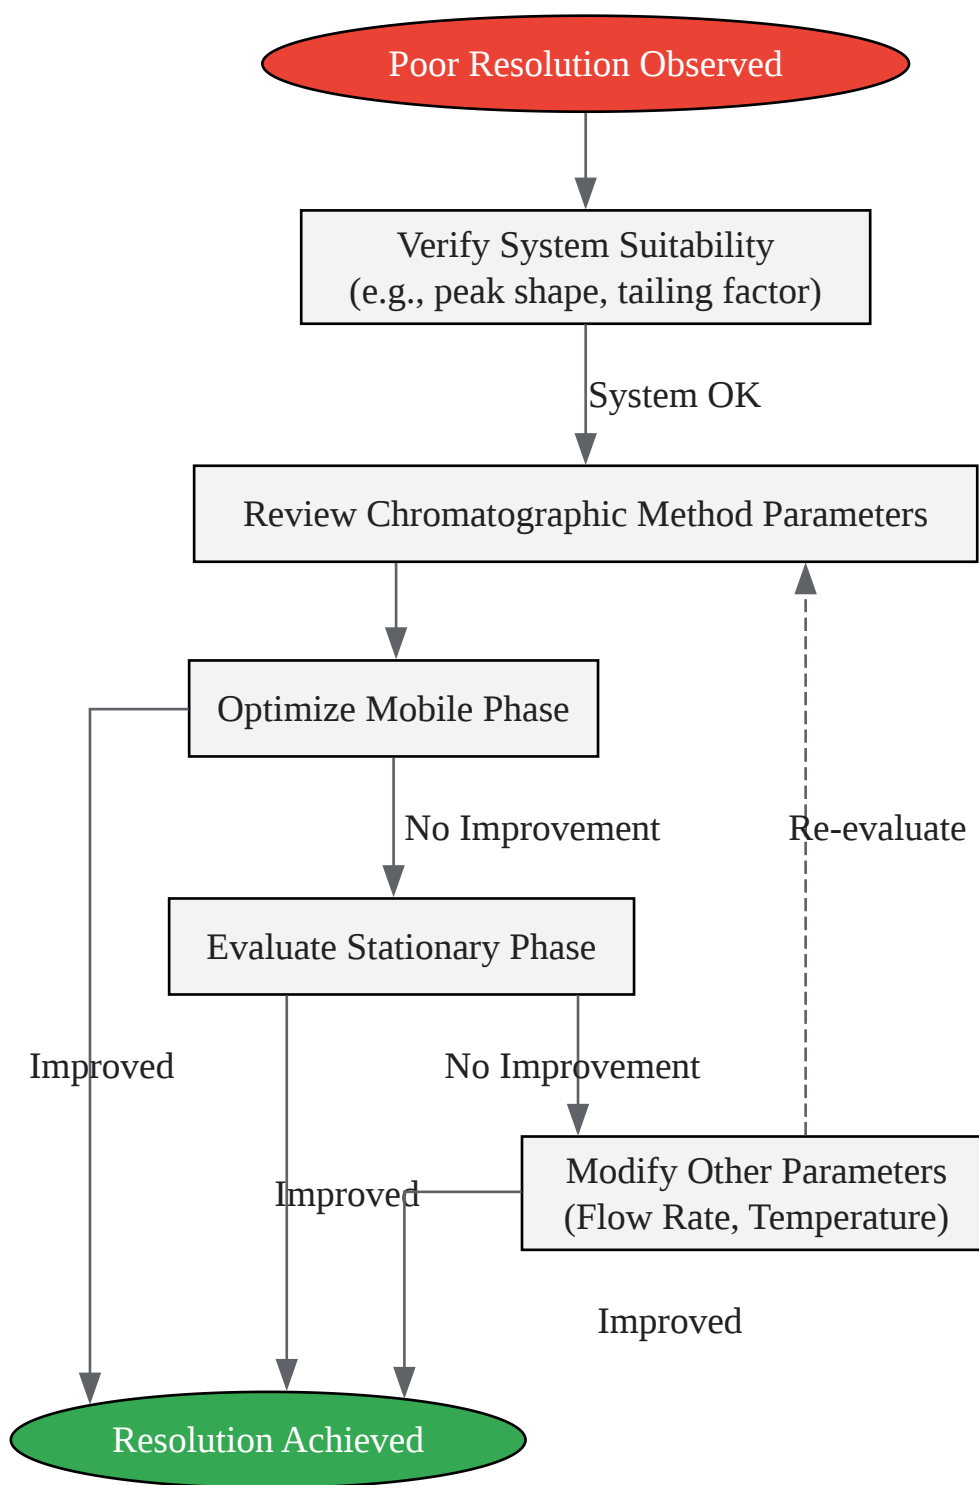 Poor Resolution Observed
Verify System Suitability
(e.g., peak shape, tailing factor)
System OK
Review Chromatographic Method Parameters
Optimize Mobile Phase
No Improvement
Re-evaluate
Evaluate Stationary Phase
Improved
No Improvement
Modify Other Parameters
(Flow Rate, Temperature)
Improved
Improved
Resolution Achieved